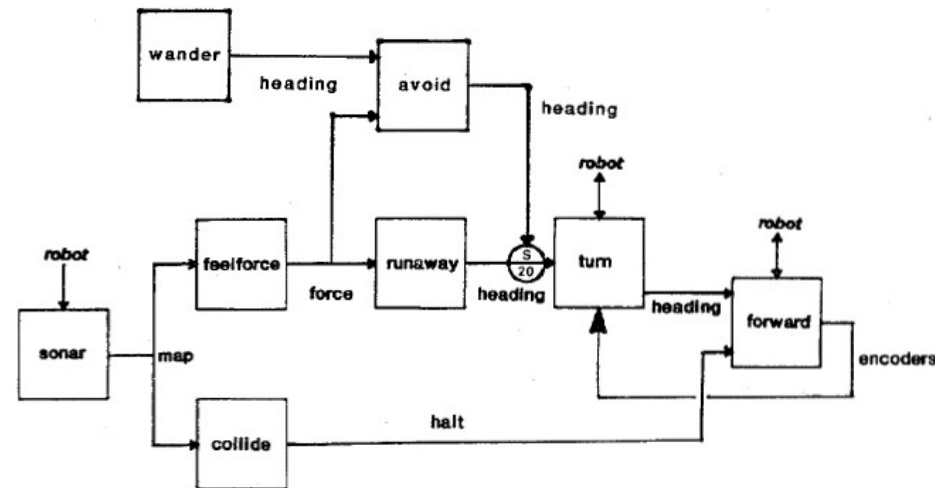 wander
heading
avoid
heading
robot
robot
robot
feelforce
force
runaway
S
20
heading
turn
heading
forward
sonar
map
encoders
halt
collide